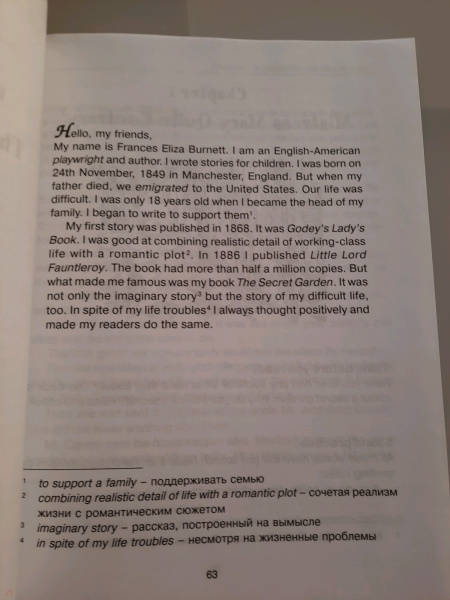 Hello, my friends,
My name is Frances Eliza Burnett. I am an English-American
playwright and author. I wrote stories for children. I was born on
24th November, 1849 in Manchester, England. But when my
father died, we emigrated to the United States. Our life was
difficult. I was only 18 years old when I became the head of my
family. I began to write to support them¹.
My first story was published in 1868. It was Godey's Lady's
Book. I was good at combining realistic detail of working-class
life with a romantic plot². In 1886 I published Little Lord
Fauntleroy. The book had more than half a million copies. But
what made me famous was my book The Secret Garden. It was
not only the imaginary story³ but the story of my difficult life,
too. In spite of my life troubles⁴ I always thought positively and
made my readers do the same.
¹ to support a family – поддерживать семью
² combining realistic detail of life with a romantic plot – сочетая реализм
жизни с романтическим сюжетом
³ imaginary story – рассказ, построенный на вымысле
⁴ in spite of my life troubles – несмотря на жизненные проблемы
63